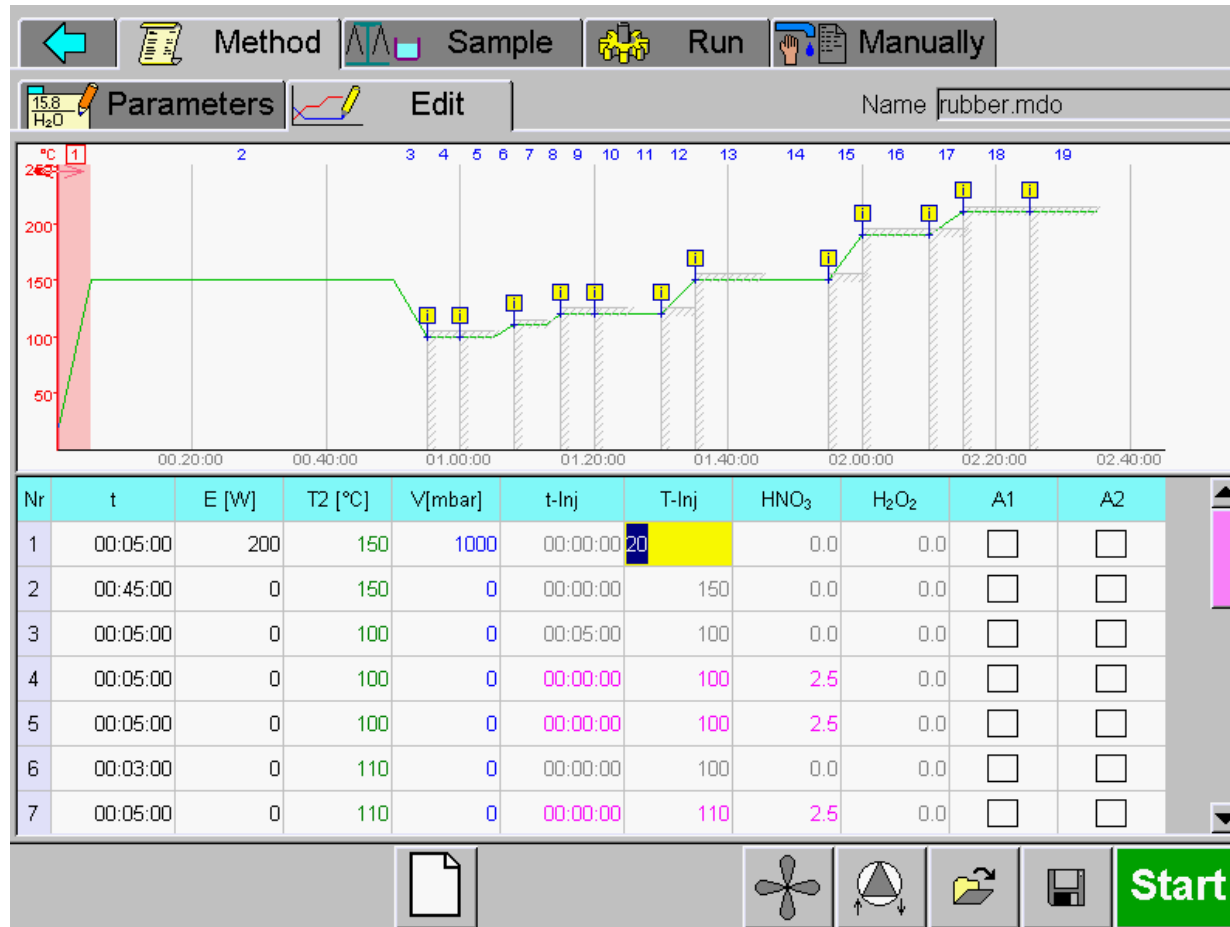 Method Sample Run Manually
15.8 H₂O Parameters Edit Name rubber.mdo
°C 1 2 3 4 5 6 7 8 9 10 11 12 13 14 15 16 17 18 19
i i
200
i i
i i
150
i i i i i
i i
100
50
00.20:00 00.40:00 01.00:00 01.20:00 01.40:00 02.00:00 02.20:00 02.40:00
Nr t E [W] T2 [°C] V[mbar] t-Inj T-Inj HNO₃ H₂O₂ A1 A2
1 00:05:00 200 150 1000 00:00:00 20 0.0 0.0
2 00:45:00 0 150 0 00:00:00 150 0.0 0.0
3 00:05:00 0 100 0 00:05:00 100 0.0 0.0
4 00:05:00 0 100 0 00:00:00 100 2.5 0.0
5 00:05:00 0 100 0 00:00:00 100 2.5 0.0
6 00:03:00 0 110 0 00:00:00 100 0.0 0.0
7 00:05:00 0 110 0 00:00:00 110 2.5 0.0
Start